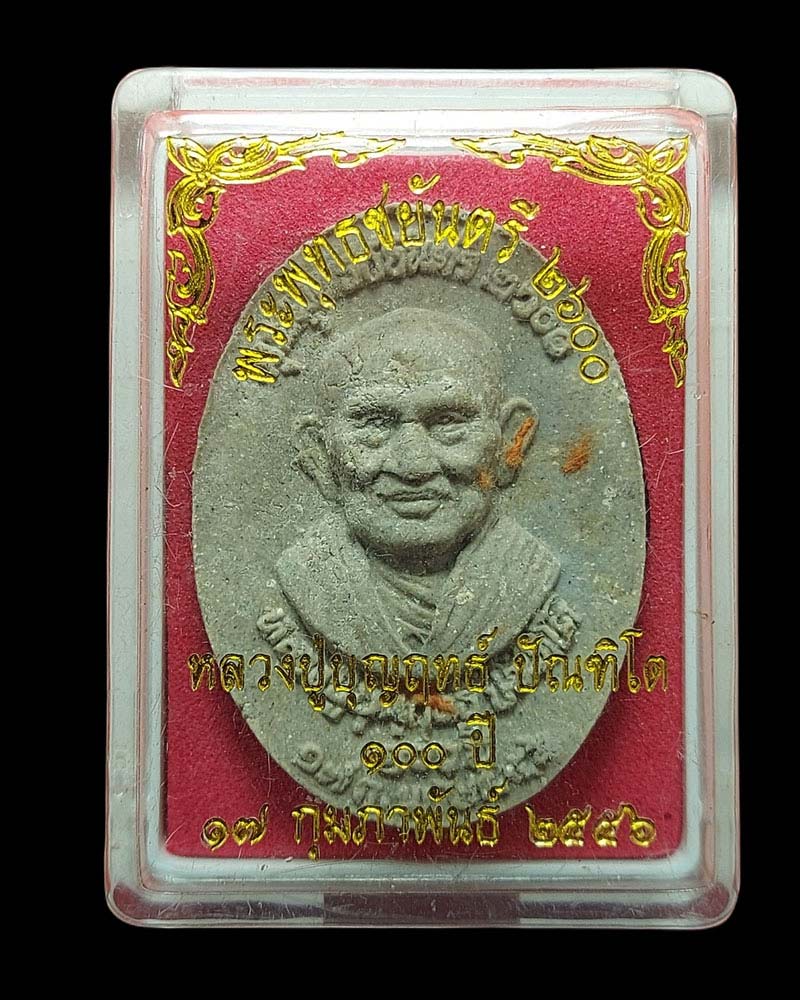 พระพุทธชยันตรี ๒๖๐๐
หลวงปู่บุญฤทธิ์ ปัณฑิโต
๑๐๐ ปี
๑๗ กุมภาพันธ์ ๒๕๕๖